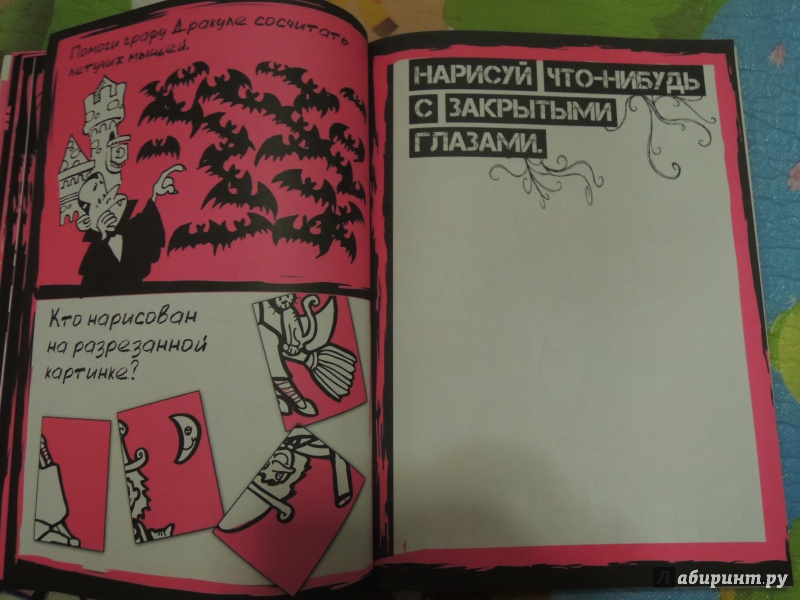 Помоги графу Дракуле сосчитать
летучих мышей.
Кто нарисован
на разрезанной
картинке?
НАРИСУЙ ЧТО-НИБУДЬ
С ЗАКРЫТЫМИ
ГЛАЗАМИ.
Лабиринт.ру